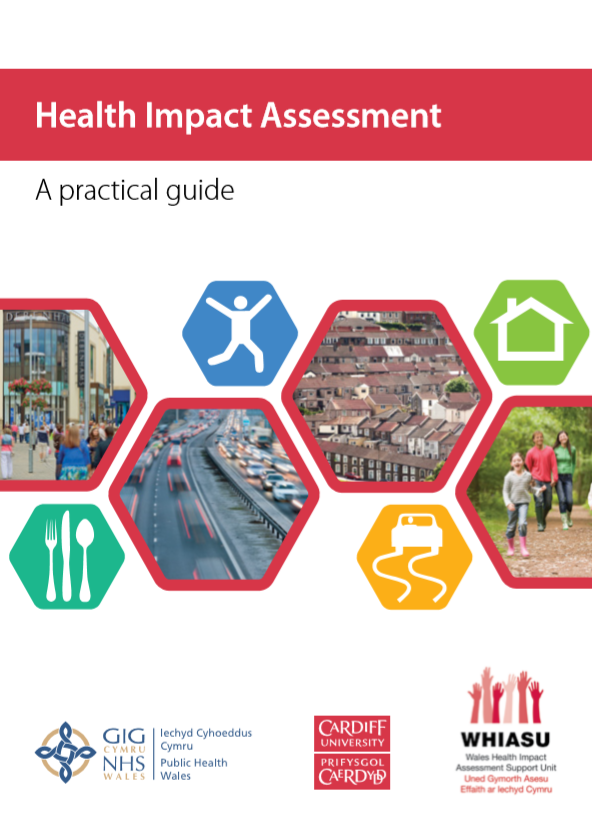 Health Impact Assessment
A practical guide
GIG
CYMRU
NHS
WALES
Iechyd Cyhoeddus
Cymru
Public Health
Wales
CARDIFF
UNIVERSITY
PRIFYSGOL
CAERDYDD
WHIASU
Wales Health Impact
Assessment Support Unit
Uned Gymorth Asesu
Effaith ar Iechyd Cymru